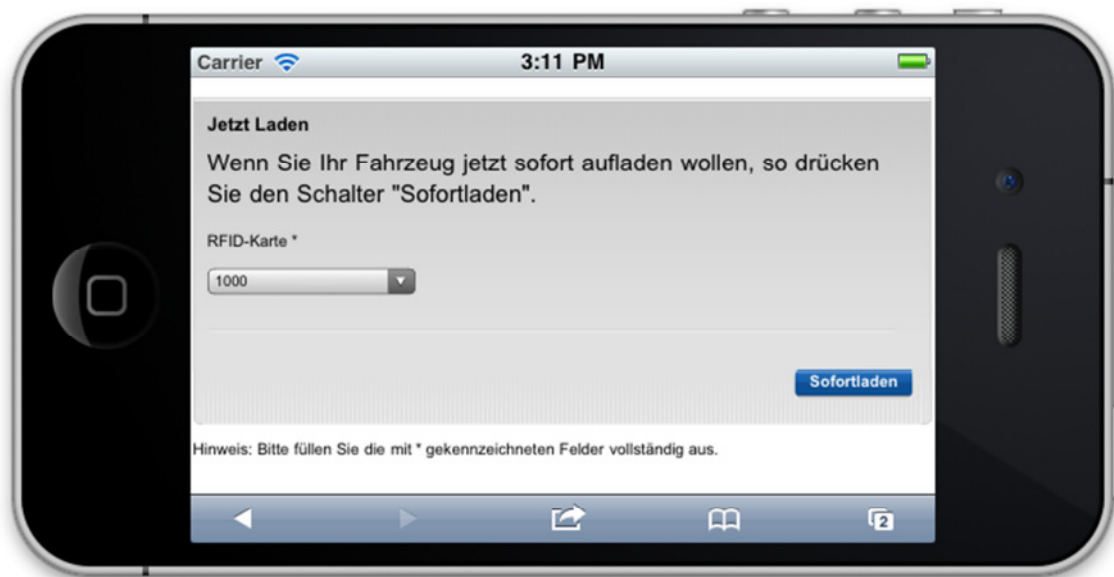 Carrier 3:11 PM
Jetzt Laden
Wenn Sie Ihr Fahrzeug jetzt sofort aufladen wollen, so drücken
Sie den Schalter "Sofortladen".
RFID-Karte *
1000
Sofortladen
Hinweis: Bitte füllen Sie die mit * gekennzeichneten Felder vollständig aus.
2